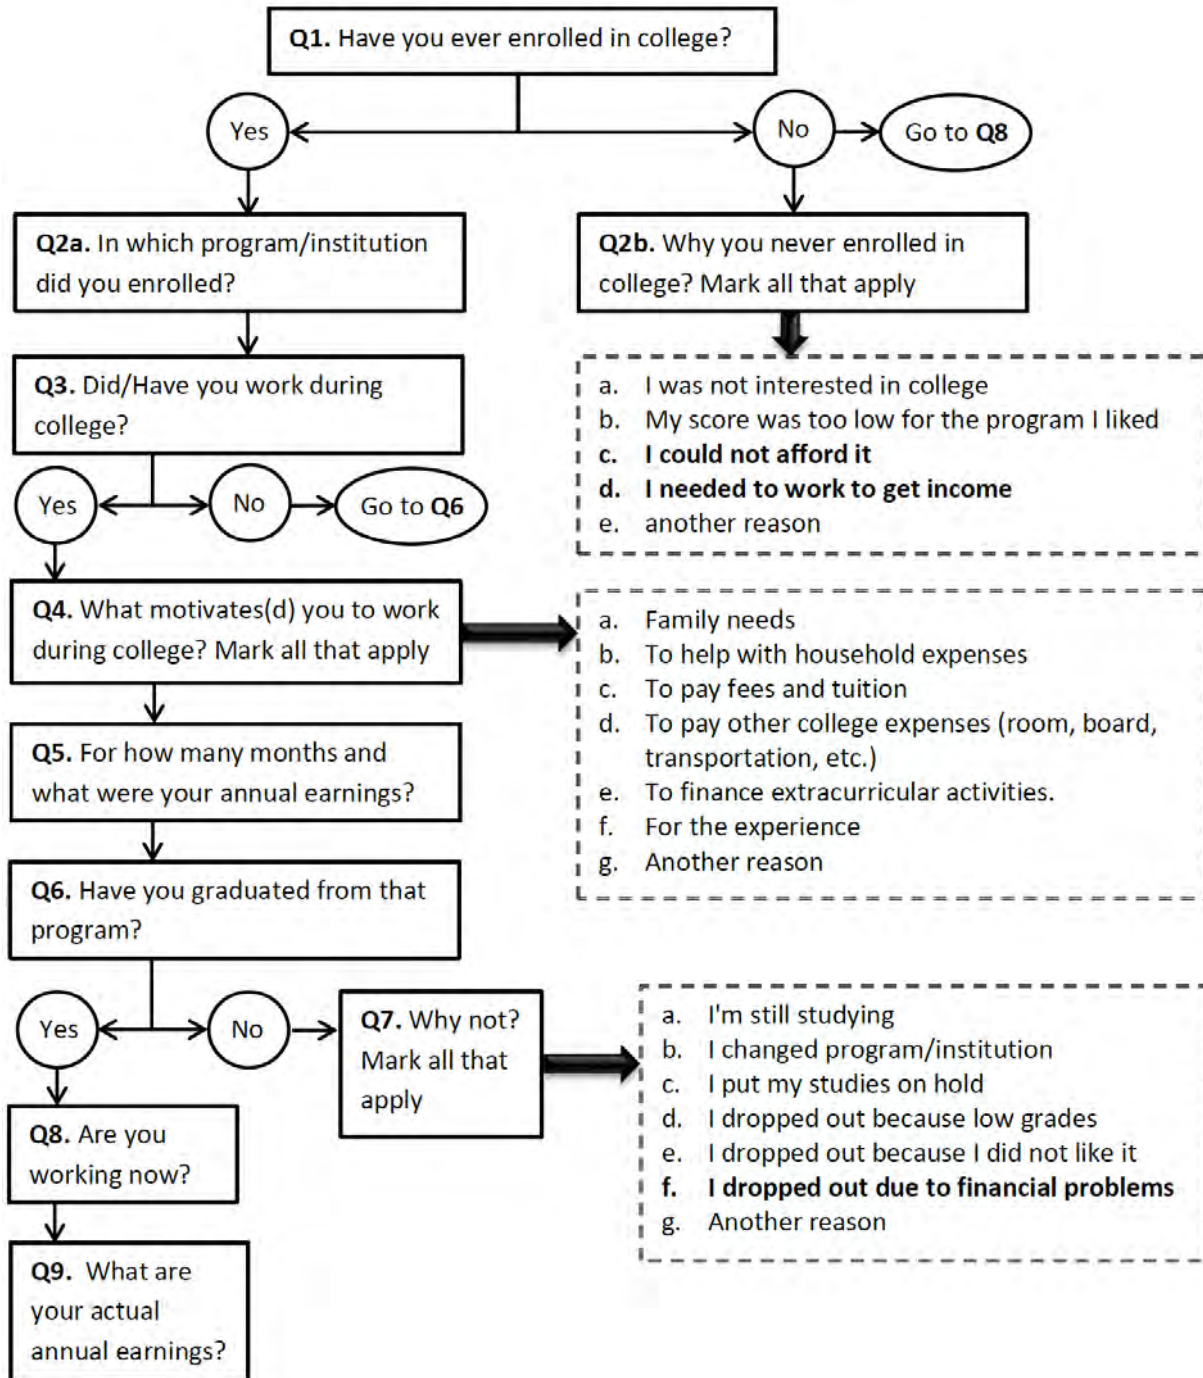 Q1. Have you ever enrolled in college?
Yes
No
Go to Q8
Q2a. In which program/institution
did you enrolled?
Q2b. Why you never enrolled in
college? Mark all that apply
a. I was not interested in college
b. My score was too low for the program I liked
c. I could not afford it
d. I needed to work to get income
e. another reason
Q3. Did/Have you work during
college?
Yes
No
Go to Q6
Q4. What motivates(d) you to work
during college? Mark all that apply
a. Family needs
b. To help with household expenses
c. To pay fees and tuition
d. To pay other college expenses (room, board,
transportation, etc.)
e. To finance extracurricular activities.
f. For the experience
g. Another reason
Q5. For how many months and
what were your annual earnings?
Q6. Have you graduated from that
program?
Yes
No
Q7. Why not?
Mark all that
apply
a. I'm still studying
b. I changed program/institution
c. I put my studies on hold
d. I dropped out because low grades
e. I dropped out because I did not like it
f. I dropped out due to financial problems
g. Another reason
Q8. Are you
working now?
Q9. What are
your actual
annual earnings?